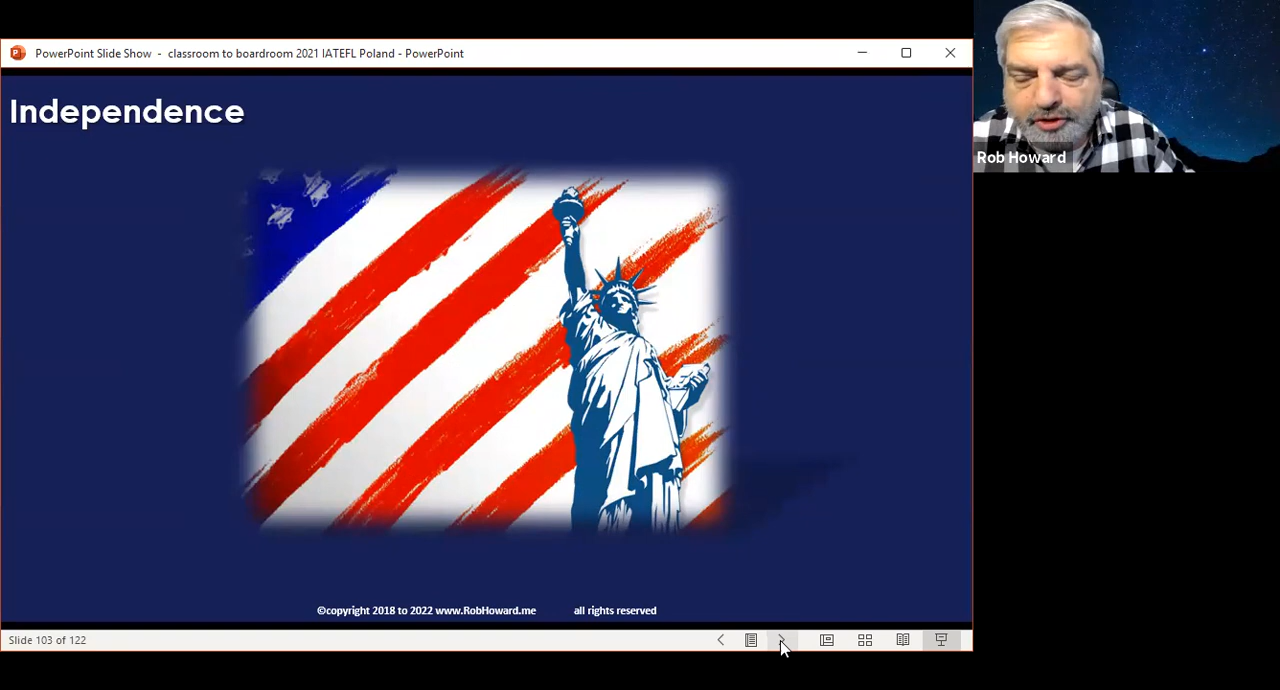 PowerPoint Slide Show - classroom to boardroom 2021 IATEFL Poland - PowerPoint
Independence
Rob Howard
©copyright 2018 to 2022 www.RobHoward.me all rights reserved
Slide 103 of 122